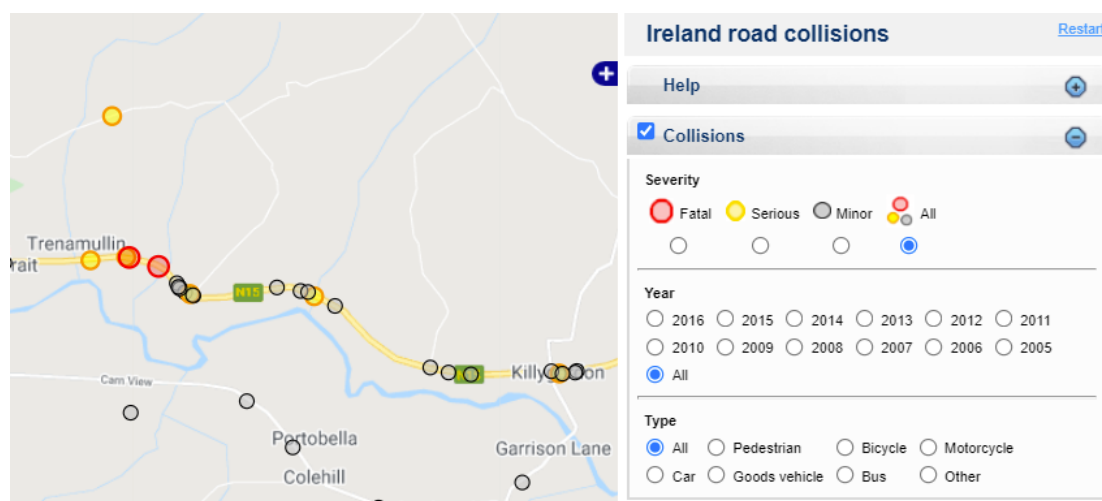 Trenamullin
rait
N15
Cam View
Portobella
Colehill
Garrison Lane
Ireland road collisions
Restart
Help
Collisions
Severity
Fatal Serious Minor All
Year
2016 2015 2014 2013 2012 2011
2010 2009 2008 2007 2006 2005
All
Type
All Pedestrian Bicycle Motorcycle
Car Goods vehicle Bus Other